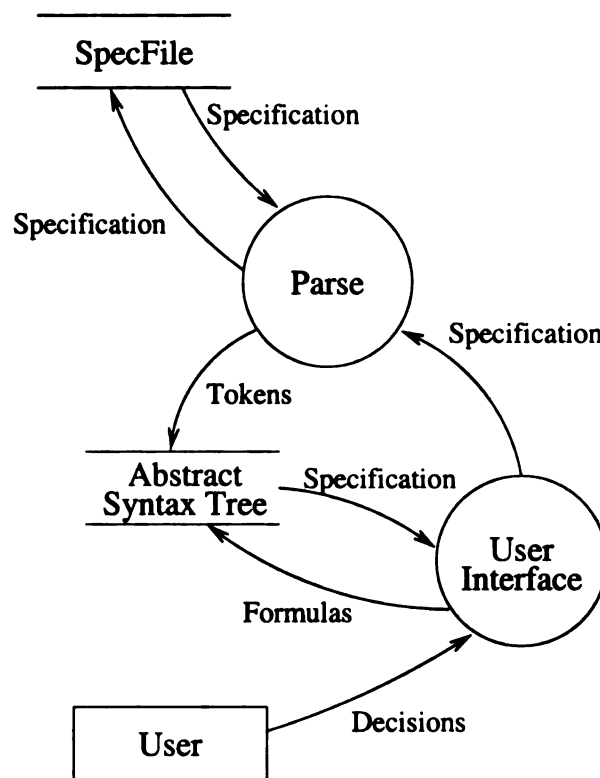 SpecFile
Specification
Specification
Parse
Specification
Tokens
Abstract
Syntax Tree
Specification
User
Interface
Formulas
Decisions
User